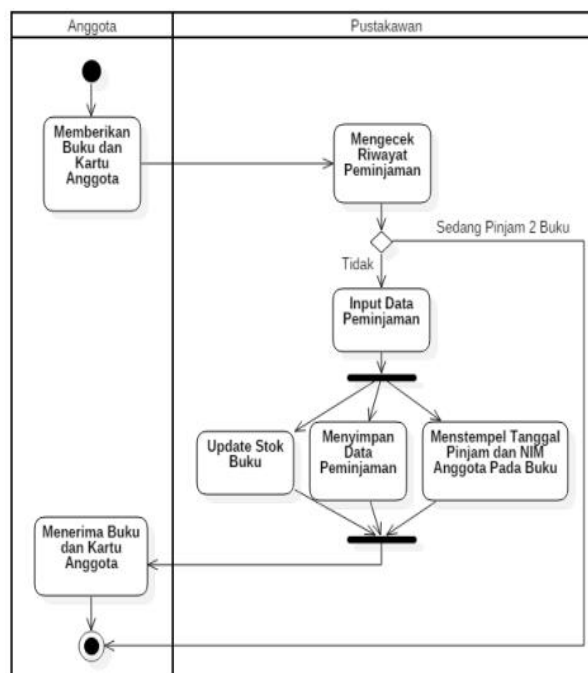 Anggota
Pustakawan
Memberikan
Buku dan
Kartu
Anggota
Mengecek
Riwayat
Peminjaman
Sedang Pinjam 2 Buku
Tidak
Input Data
Peminjaman
Update Stok
Buku
Menyimpan
Data
Peminjaman
Menstempel Tanggal
Pinjam dan NIM
Anggota Pada Buku
Menerima Buku
dan Kartu
Anggota